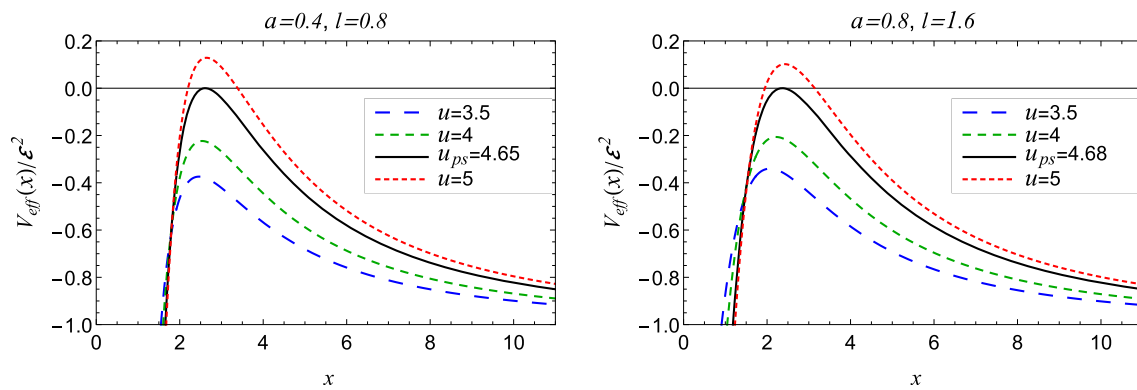 a=0.4, l=0.8
0.2
0.0
−0.2
−0.4
−0.6
−0.8
−1.0
V_eff(x)/ε²
u=3.5
u=4
u_ps=4.65
u=5
0 2 4 6 8 10
x
a=0.8, l=1.6
0.2
0.0
−0.2
−0.4
−0.6
−0.8
−1.0
V_eff(x)/ε²
u=3.5
u=4
u_ps=4.68
u=5
0 2 4 6 8 10
x